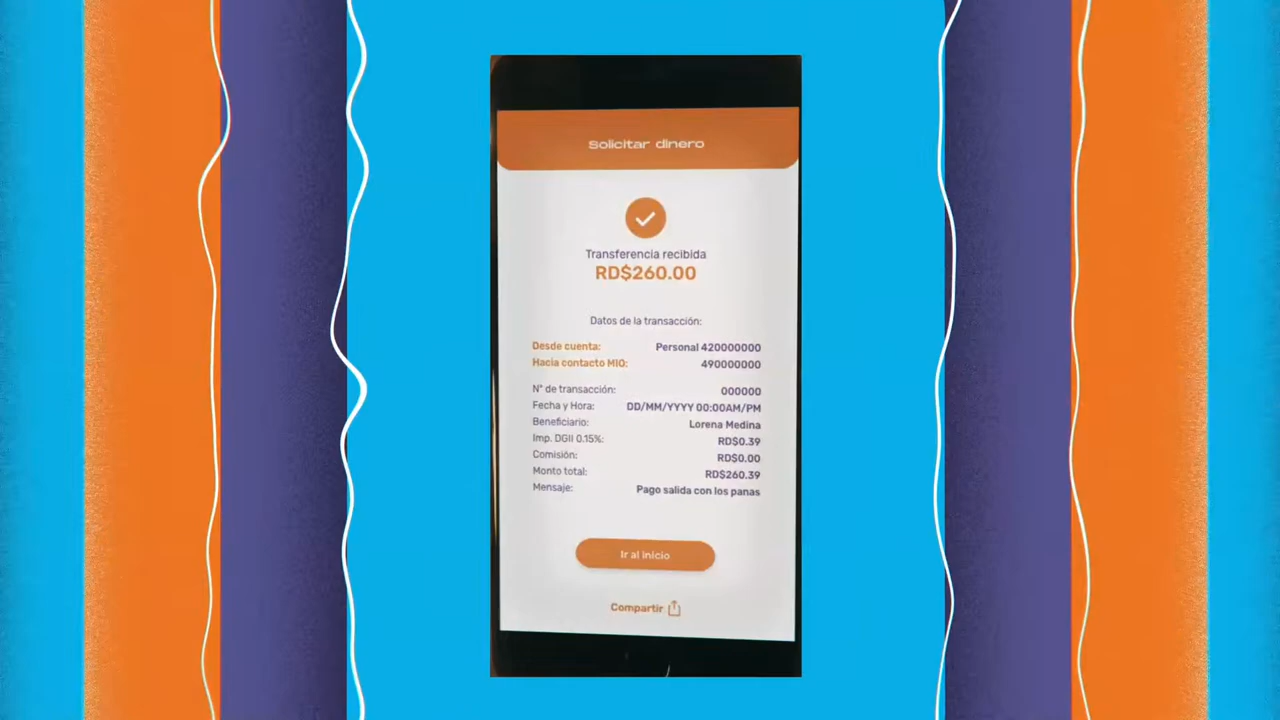 Solicitar dinero
Transferencia recibida
RD$260.00
Datos de la transacción:
Desde cuenta: Personal 420000000
Hacia contacto MIO: 490000000
N° de transacción: 000000
Fecha y Hora: DD/MM/YYYY 00:00AM/PM
Beneficiario: Lorena Medina
Imp. DGII 0.15%: RD$0.39
Comisión: RD$0.00
Monto total: RD$260.39
Mensaje: Pago salida con los panas
Ir al inicio
Compartir